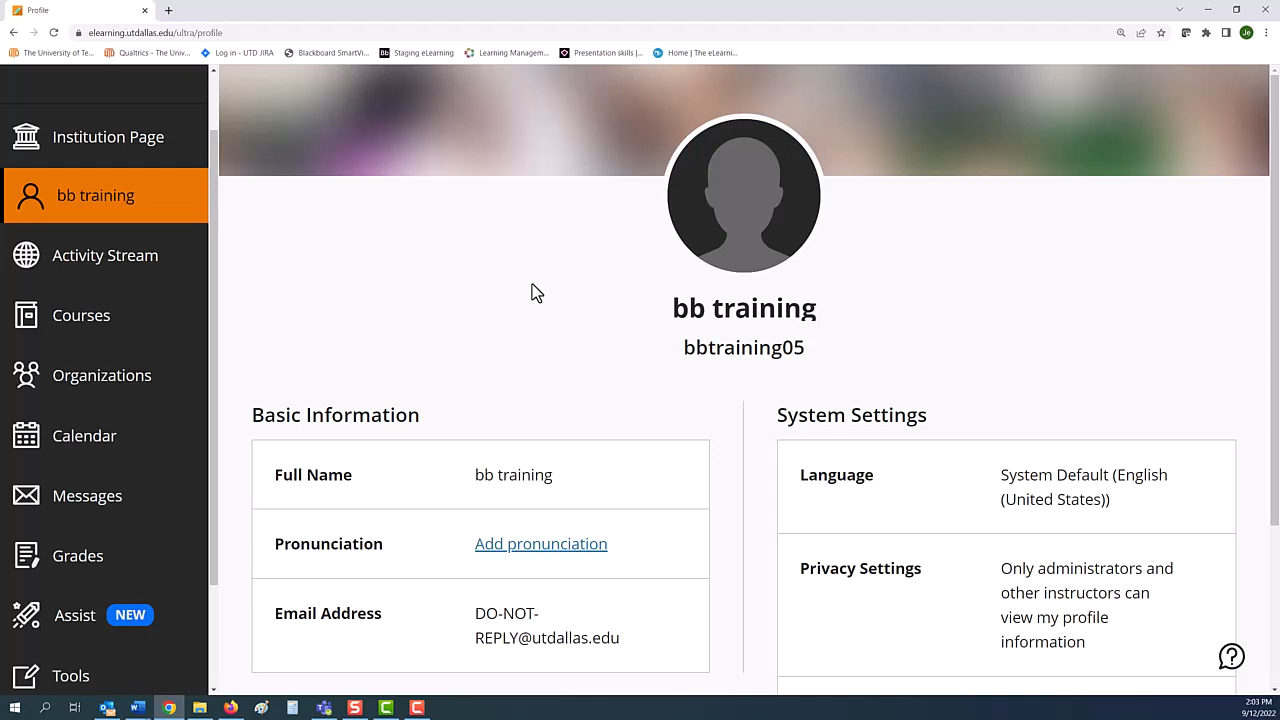 Profile
elearning.utdallas.edu/ultra/profile
Je
The University of Te...
Qualtrics - The Univ...
Log in - UTD JIRA
Blackboard SmartVi...
Bb Staging eLearning
Learning Managem...
Presentation skills |...
Home | The eLearni...
Institution Page
bb training
Activity Stream
Courses
Organizations
Calendar
Messages
Grades
Assist NEW
Tools
bb training
bbtraining05
Basic Information
Full Name bb training
Pronunciation Add pronunciation
Email Address DO-NOT-
REPLY@utdallas.edu
System Settings
Language System Default (English
(United States))
Privacy Settings Only administrators and
other instructors can
view my profile
information
2:03 PM
9/12/2022